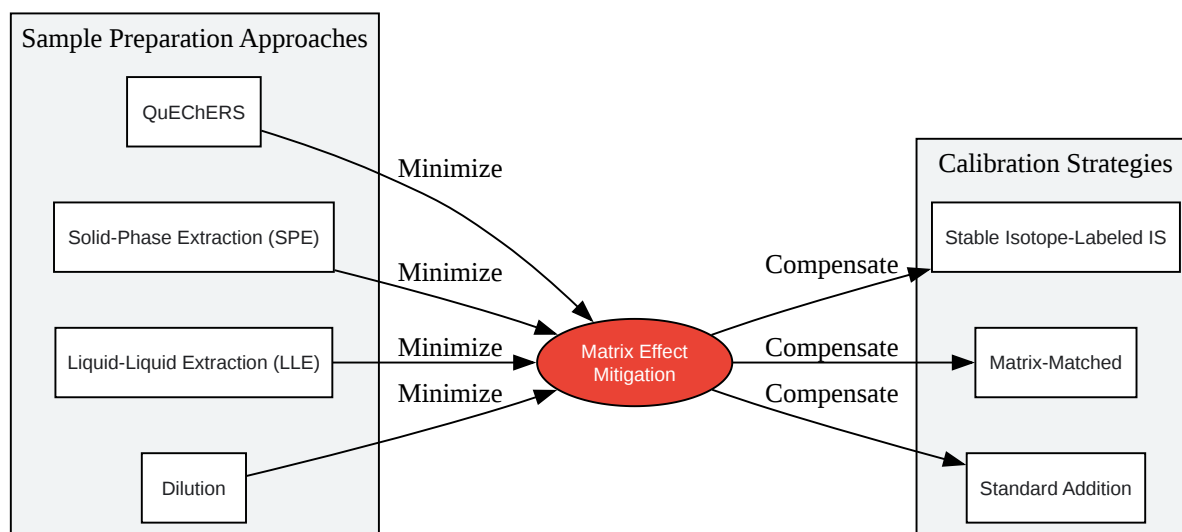 Sample Preparation Approaches
QuEChERS
Solid-Phase Extraction (SPE)
Liquid-Liquid Extraction (LLE)
Dilution
Minimize
Minimize
Minimize
Minimize
Matrix Effect
Mitigation
Compensate
Compensate
Compensate
Calibration Strategies
Stable Isotope-Labeled IS
Matrix-Matched
Standard Addition